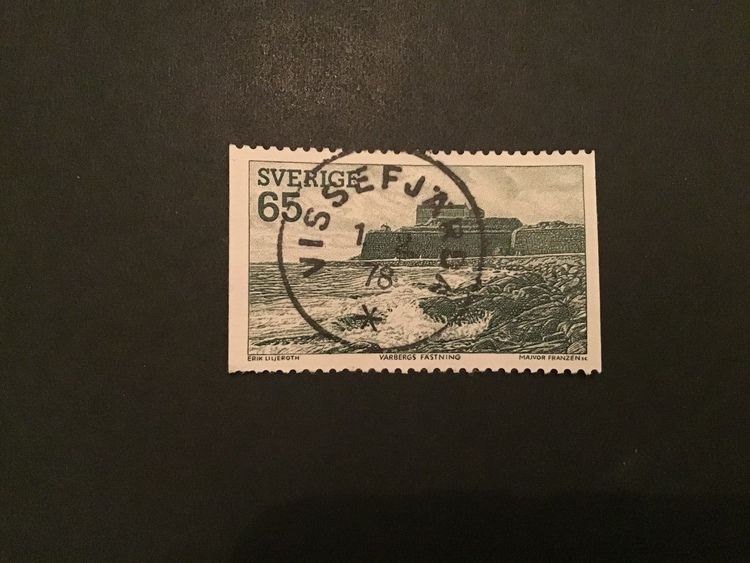 SVERIGE
65
VISSEFJÄRDA
78
ERIK LILJEROTH
VARBERGS FÄSTNING
MAJVOR FRANZÉN SC